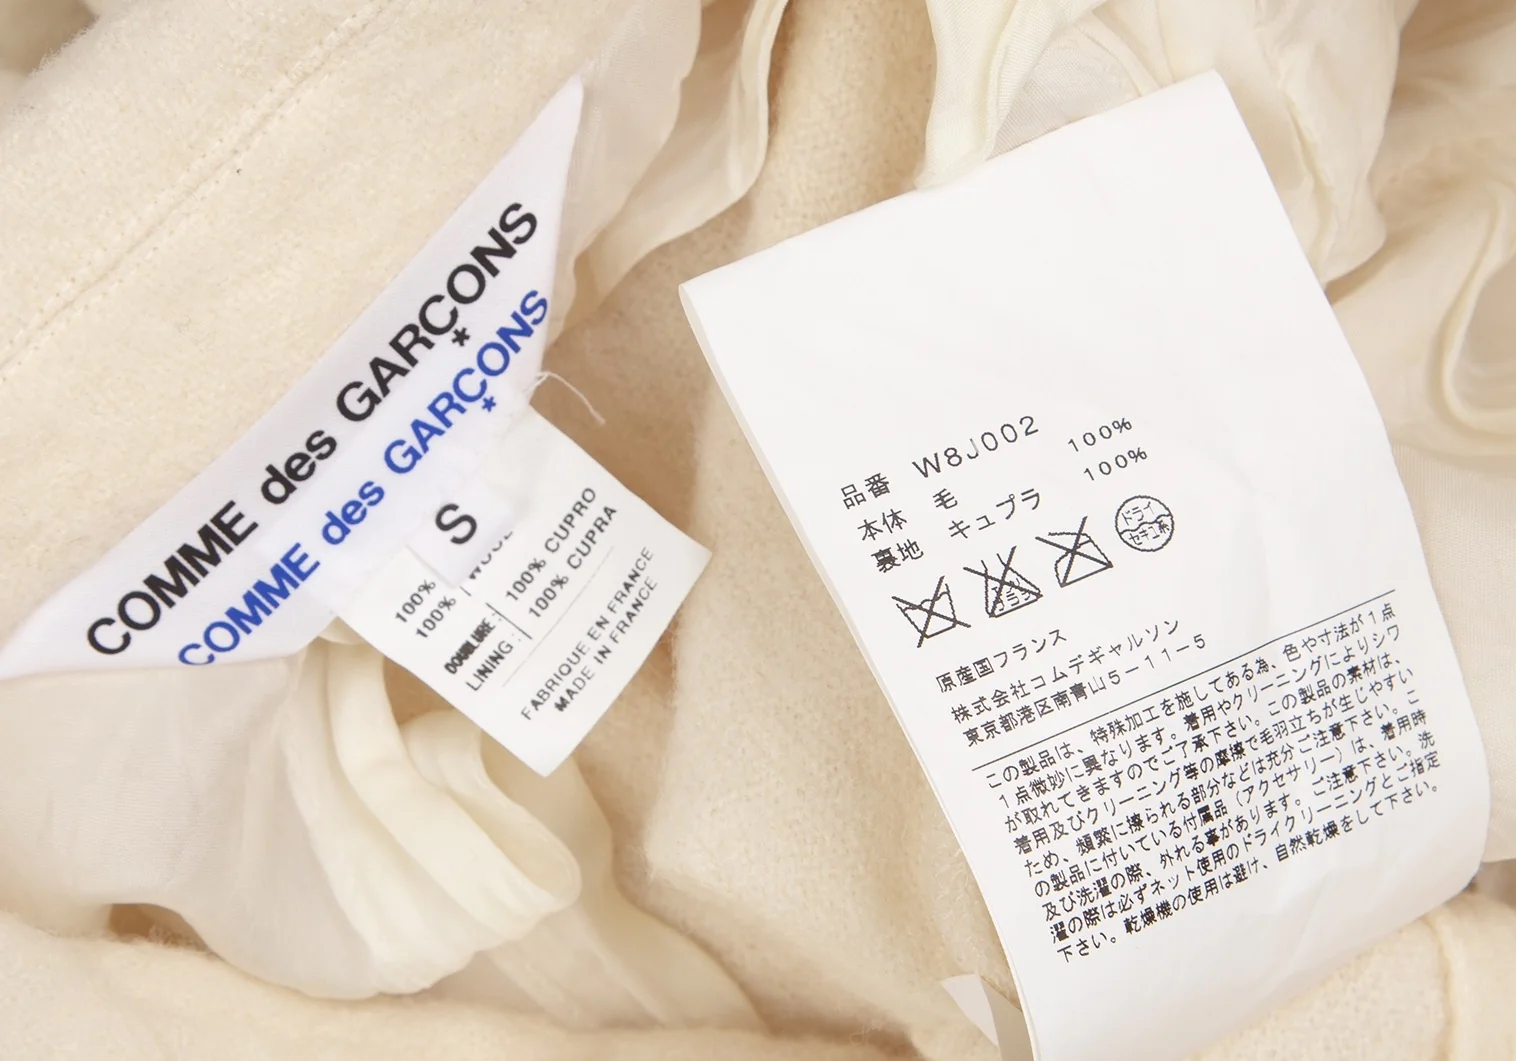 COMME des GARÇONS
COMME des GARÇONS
S
100%
100% WOOL
DOUBLURE : 100% CUPRO
LINING : 100% CUPRA
FABRIQUE EN FRANCE
MADE IN FRANCE
品番 W8J002
本体 毛 100%
裏地 キュプラ 100%
ドライ
セキユ系
原産国フランス
株式会社コムデギャルソン
東京都港区南青山5-11-5
この製品は、特殊加工を施してある為、色や寸法が1点
1点微妙に異なります。着用やクリーニングによりシワ
が取れてきますのでご了承下さい。この製品の素材は、
着用及びクリーニング等の摩擦で毛羽立ちが生じやすい
ため、頻繁に擦られる部分などは充分ご注意下さい。こ
の製品に付いている付属品（アクセサリー）は、着用時
及び洗濯の際、外れる事があります。ご注意下さい。洗
濯の際は必ずネット使用のドライクリーニングとご指定
下さい。乾燥機の使用は避け、自然乾燥をして下さい。